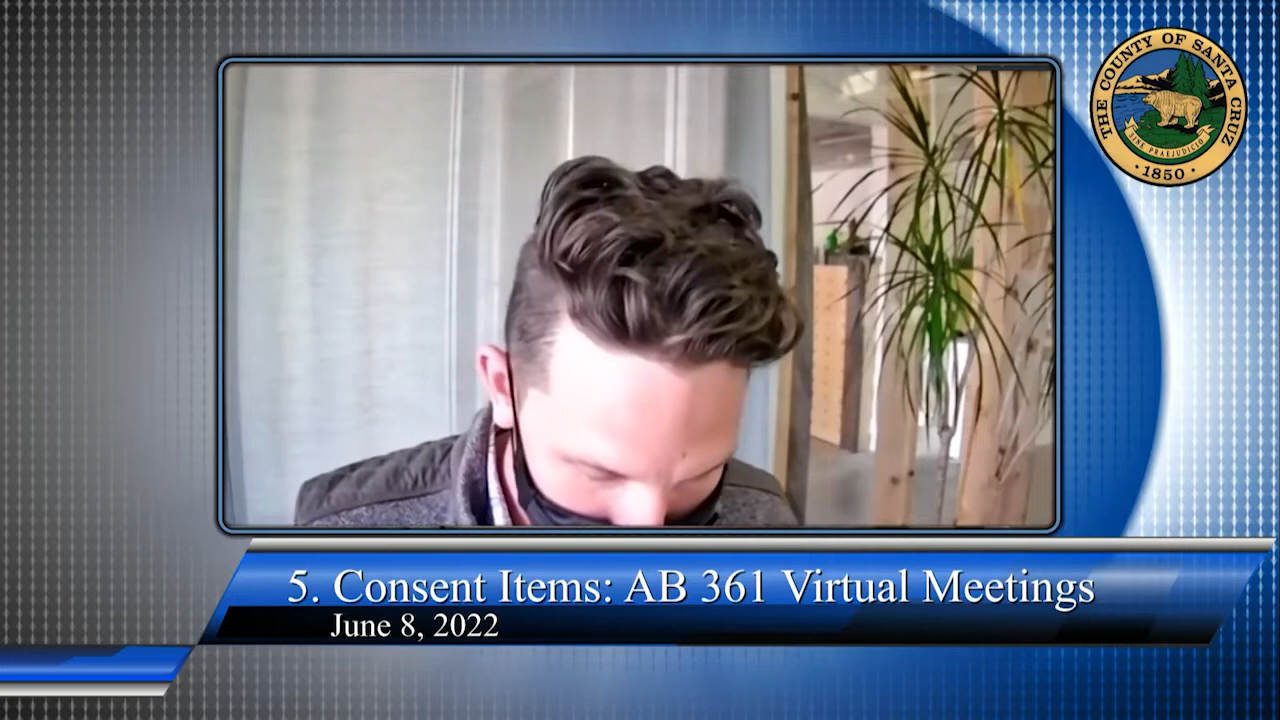 THE COUNTY OF SANTA CRUZ
SINE PRAEJUDICIO
• 1850 •
5. Consent Items: AB 361 Virtual Meetings
June 8, 2022